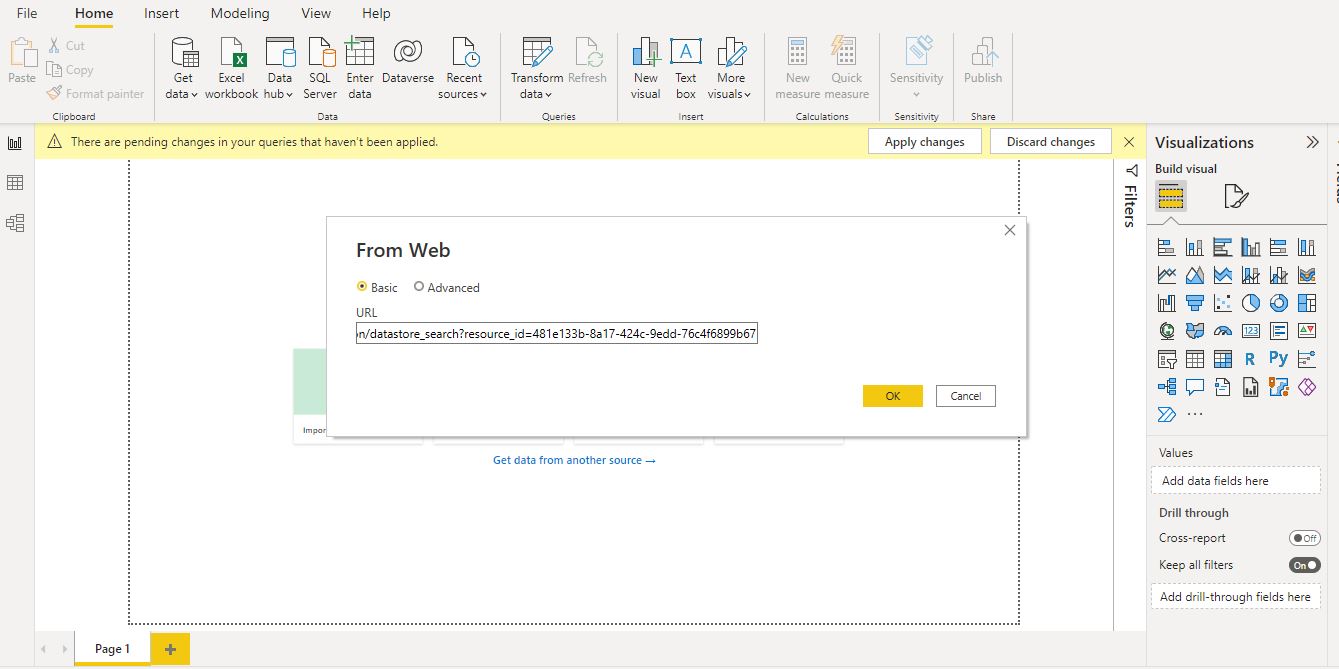 File Home Insert Modeling View Help
Paste
Cut
Copy
Format painter
Clipboard
Get data
Excel workbook
Data hub
SQL Server
Enter data
Dataverse
Recent sources
Data
Transform data
Refresh
Queries
New visual
Text box
More visuals
Insert
New measure
Quick measure
Calculations
Sensitivity
Sensitivity
Publish
Share
There are pending changes in your queries that haven't been applied.
Apply changes
Discard changes
Filters
From Web
Basic Advanced
URL
/datastore_search?resource_id=481e133b-8a17-424c-9edd-76c4f6899b67
OK Cancel
Impor
Get data from another source →
Page 1
Visualizations
Build visual
123
R
Py
Values
Add data fields here
Drill through
Cross-report
Off
Keep all filters
On
Add drill-through fields here